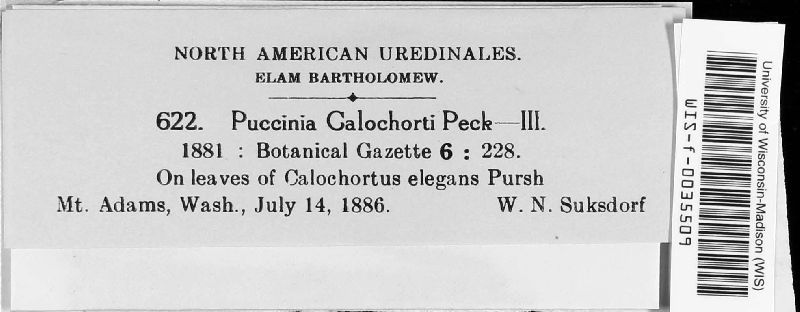 NORTH AMERICAN UREDINALES.
ELAM BARTHOLOMEW.
622. Puccinia Calochorti Peck—III.
1881 : Botanical Gazette 6 : 228.
On leaves of Calochortus elegans Pursh
Mt. Adams, Wash., July 14, 1886. W. N. Suksdorf
University of Wisconsin-Madison (WIS)
WIS-f-0035509